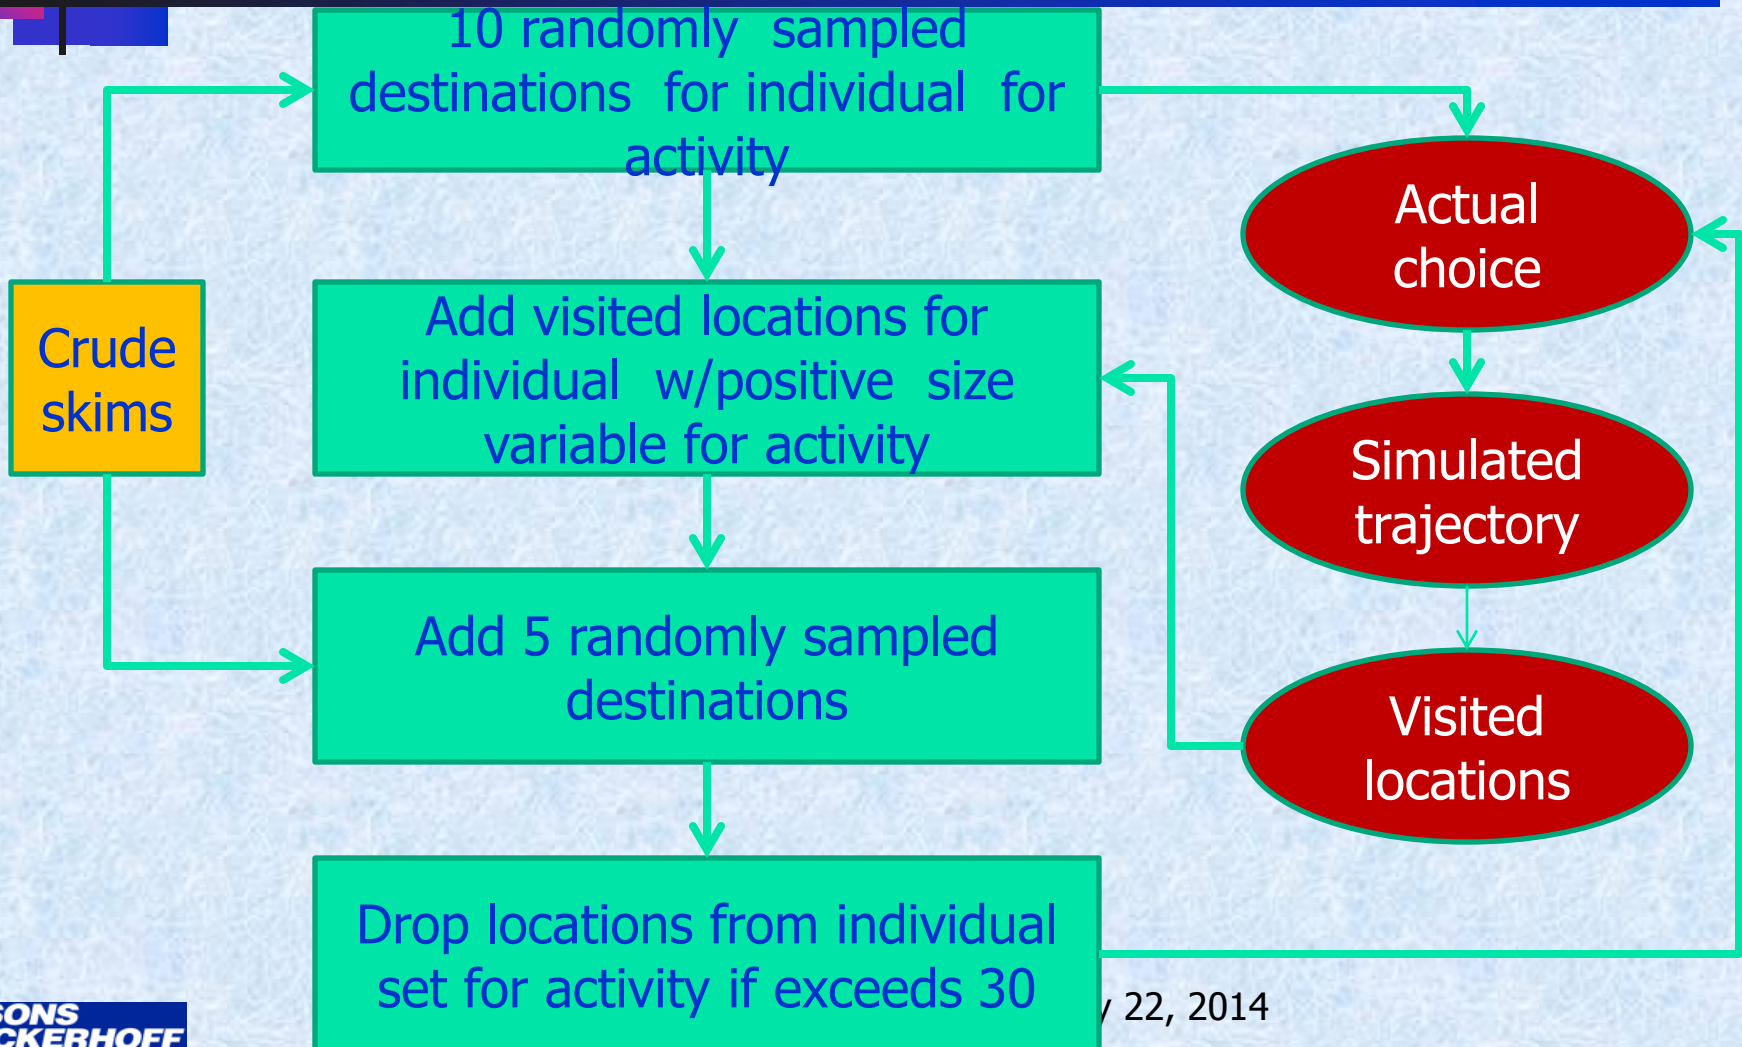 10 randomly sampled
destinations for individual for
activity
Actual
choice
Crude
skims
Add visited locations for
individual w/positive size
variable for activity
Simulated
trajectory
Add 5 randomly sampled
destinations
Visited
locations
Drop locations from individual
set for activity if exceeds 30
22, 2014